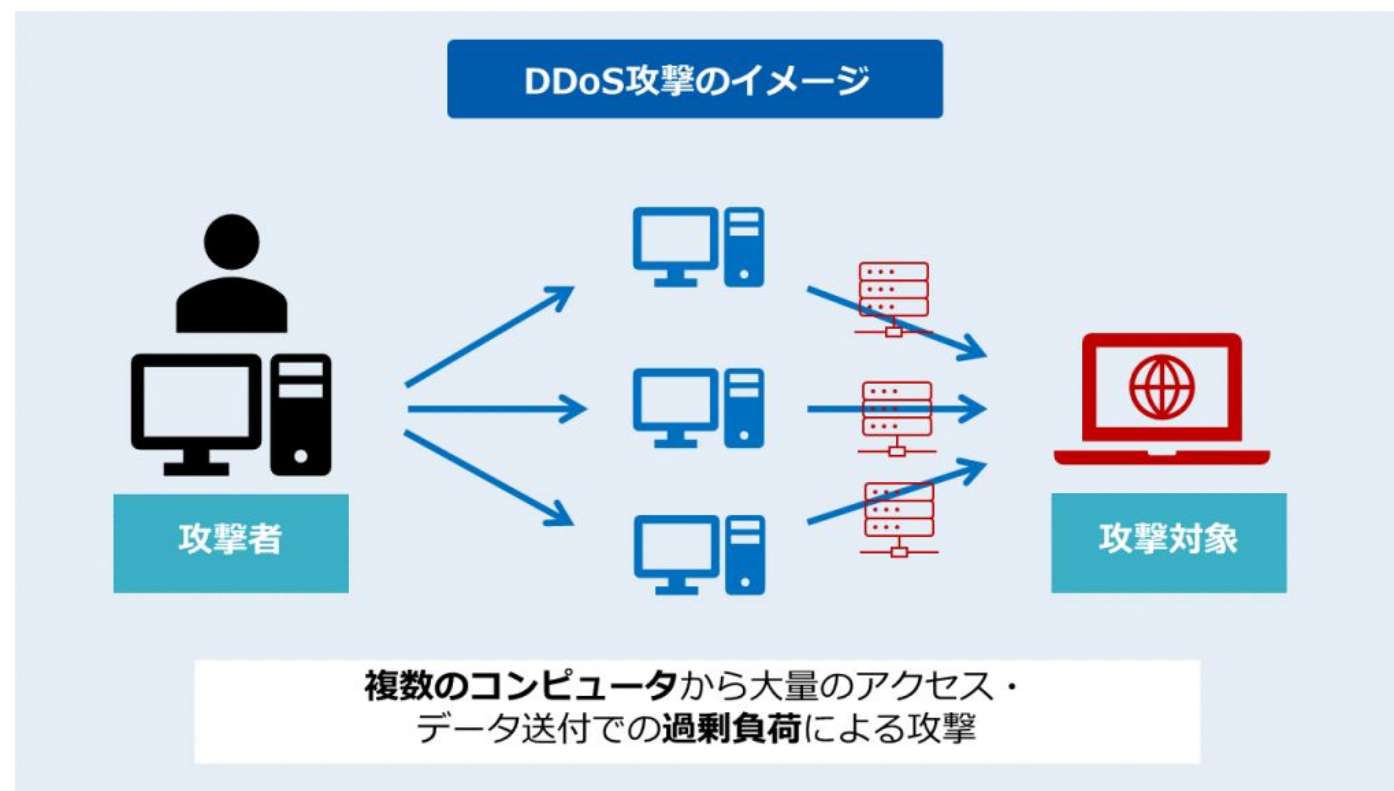 DDoS攻撃のイメージ
攻撃者
攻撃対象
複数のコンピュータから大量のアクセス・
データ送付での過剰負荷による攻撃